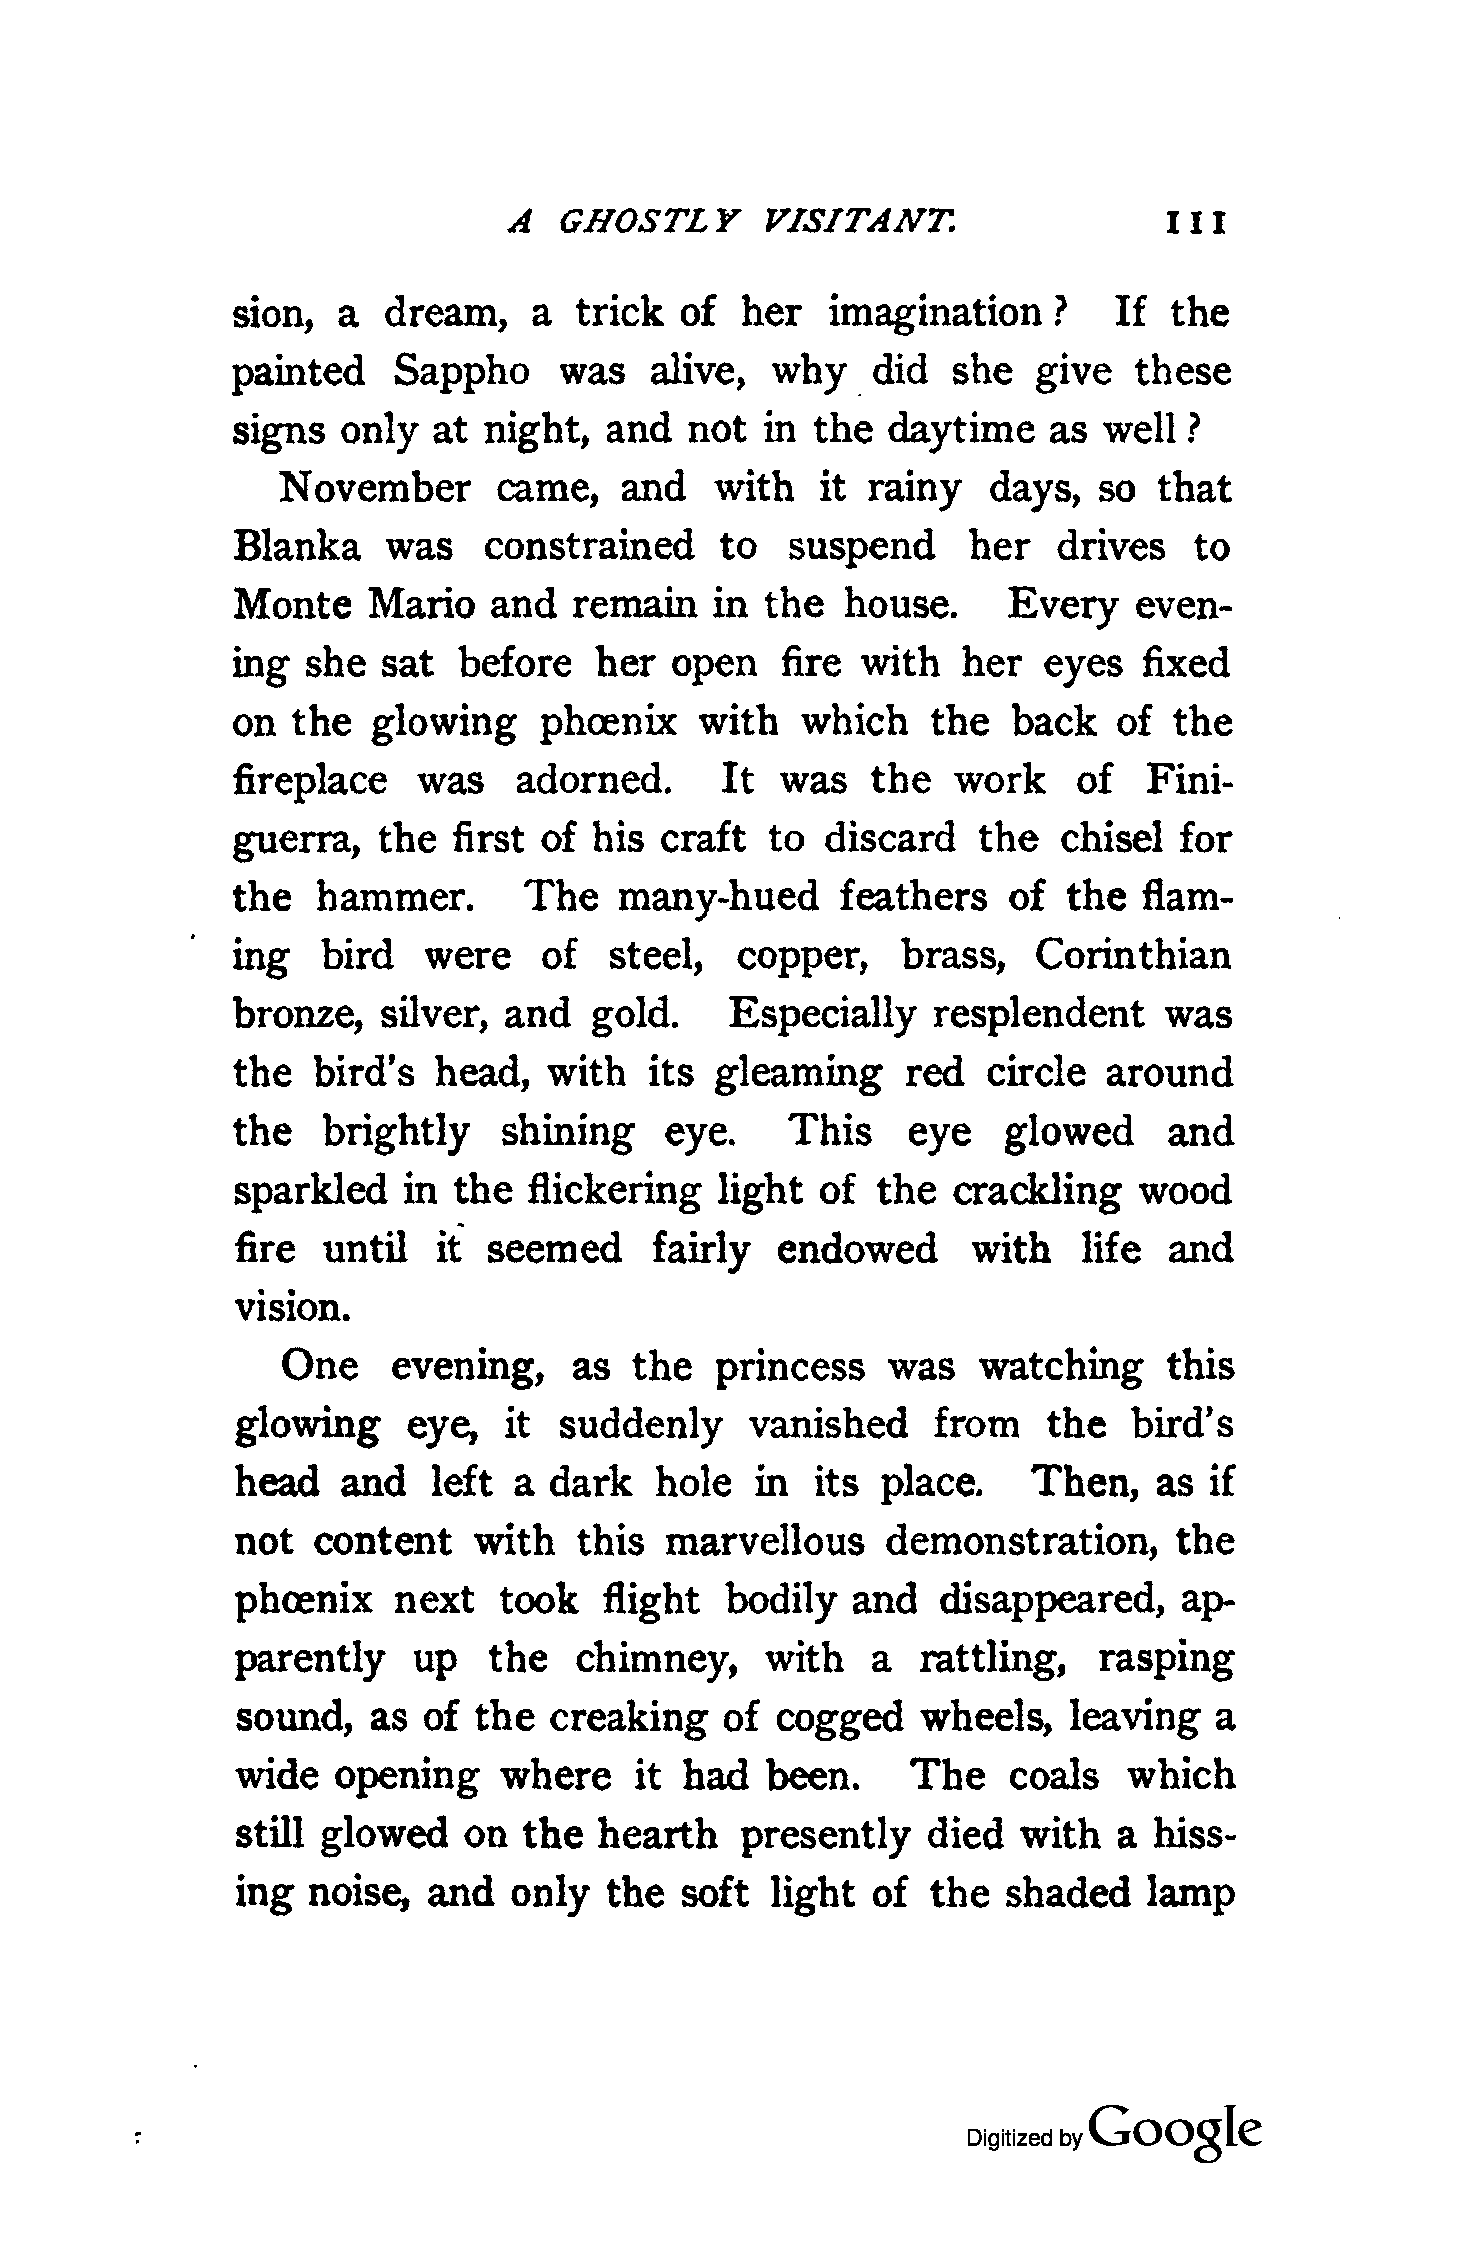 A GHOSTLY VISITANT. 111
sion, a dream, a trick of her imagination? If the
painted Sappho was alive, why did she give these
signs only at night, and not in the daytime as well?
November came, and with it rainy days, so that
Blanka was constrained to suspend her drives to
Monte Mario and remain in the house. Every even-
ing she sat before her open fire with her eyes fixed
on the glowing phœnix with which the back of the
fireplace was adorned. It was the work of Fini-
guerra, the first of his craft to discard the chisel for
the hammer. The many-hued feathers of the flam-
ing bird were of steel, copper, brass, Corinthian
bronze, silver, and gold. Especially resplendent was
the bird's head, with its gleaming red circle around
the brightly shining eye. This eye glowed and
sparkled in the flickering light of the crackling wood
fire until it seemed fairly endowed with life and
vision.
One evening, as the princess was watching this
glowing eye, it suddenly vanished from the bird's
head and left a dark hole in its place. Then, as if
not content with this marvellous demonstration, the
phœnix next took flight bodily and disappeared, ap-
parently up the chimney, with a rattling, rasping
sound, as of the creaking of cogged wheels, leaving a
wide opening where it had been. The coals which
still glowed on the hearth presently died with a hiss-
ing noise, and only the soft light of the shaded lamp
Digitized by Google